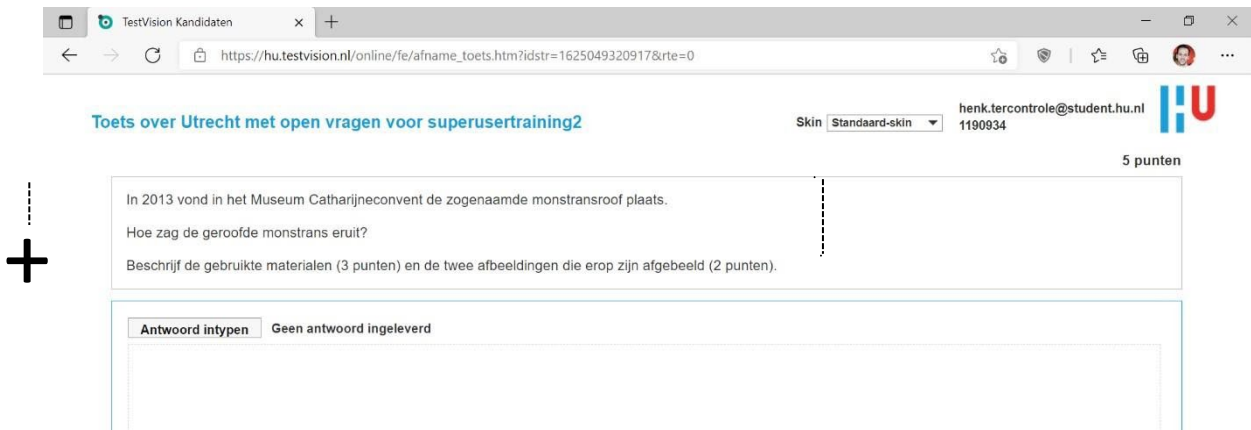 TestVision Kandidaten
https://hu.testvision.nl/online/fe/afname_toets.htm?idstr=1625049320917&rte=0
Toets over Utrecht met open vragen voor superusertraining2
Skin Standaard-skin
henk.tercontrole@student.hu.nl
1190934
HU
5 punten
In 2013 vond in het Museum Catharijneconvent de zogenaamde monstransroof plaats.
Hoe zag de geroofde monstrans eruit?
Beschrijf de gebruikte materialen (3 punten) en de twee afbeeldingen die erop zijn afgebeeld (2 punten).
Antwoord intypen Geen antwoord ingeleverd